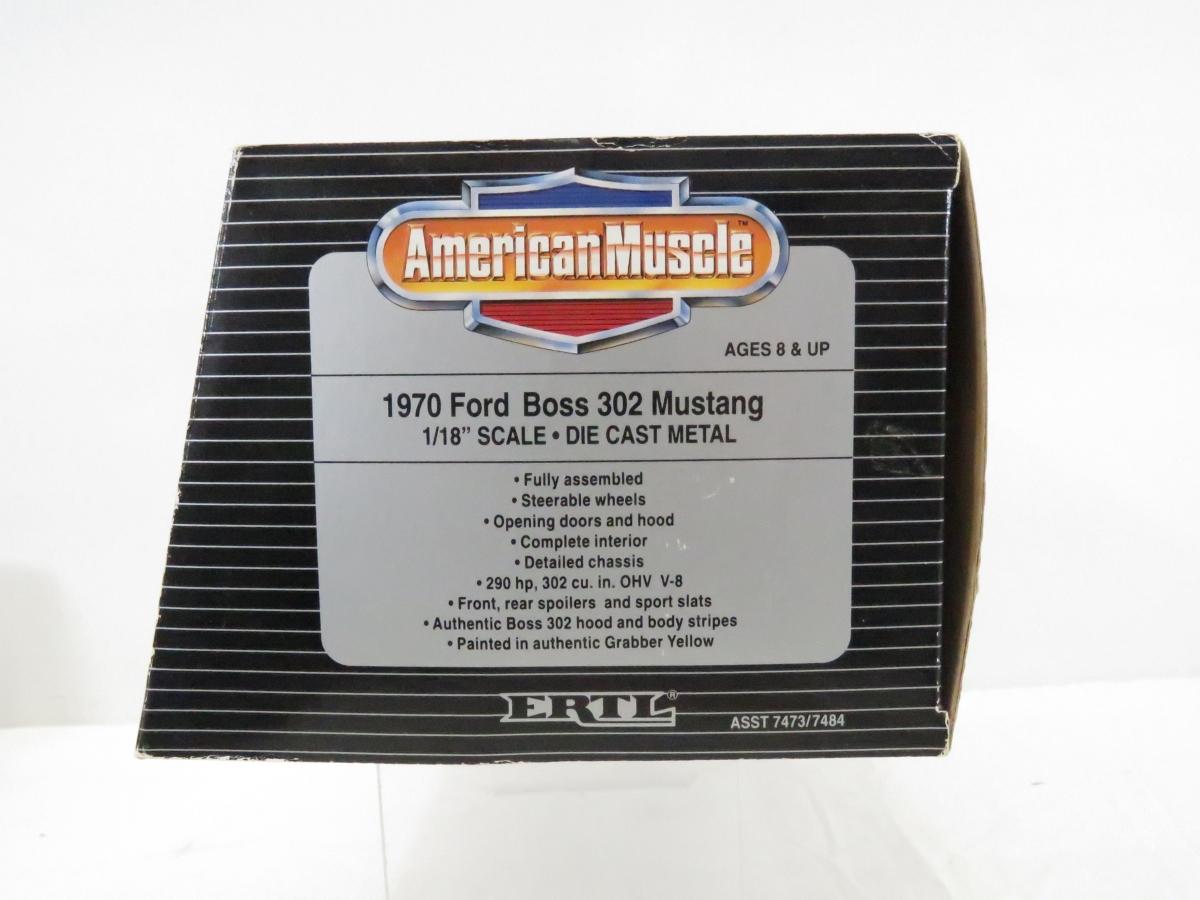 AmericanMuscle™
AGES 8 & UP
1970 Ford Boss 302 Mustang
1/18” SCALE • DIE CAST METAL
• Fully assembled
• Steerable wheels
• Opening doors and hood
• Complete interior
• Detailed chassis
• 290 hp, 302 cu. in. OHV V-8
• Front, rear spoilers and sport slats
• Authentic Boss 302 hood and body stripes
• Painted in authentic Grabber Yellow
ERTL®
ASST 7473/7484